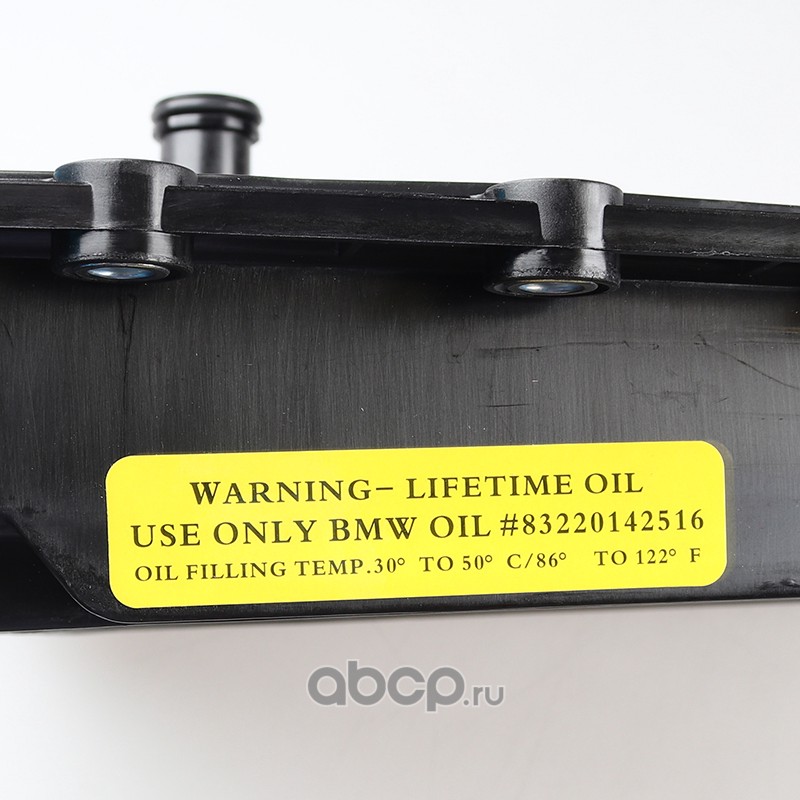 WARNING- LIFETIME OIL
USE ONLY BMW OIL #83220142516
OIL FILLING TEMP.30° TO 50° C/86° TO 122° F
abcp.ru